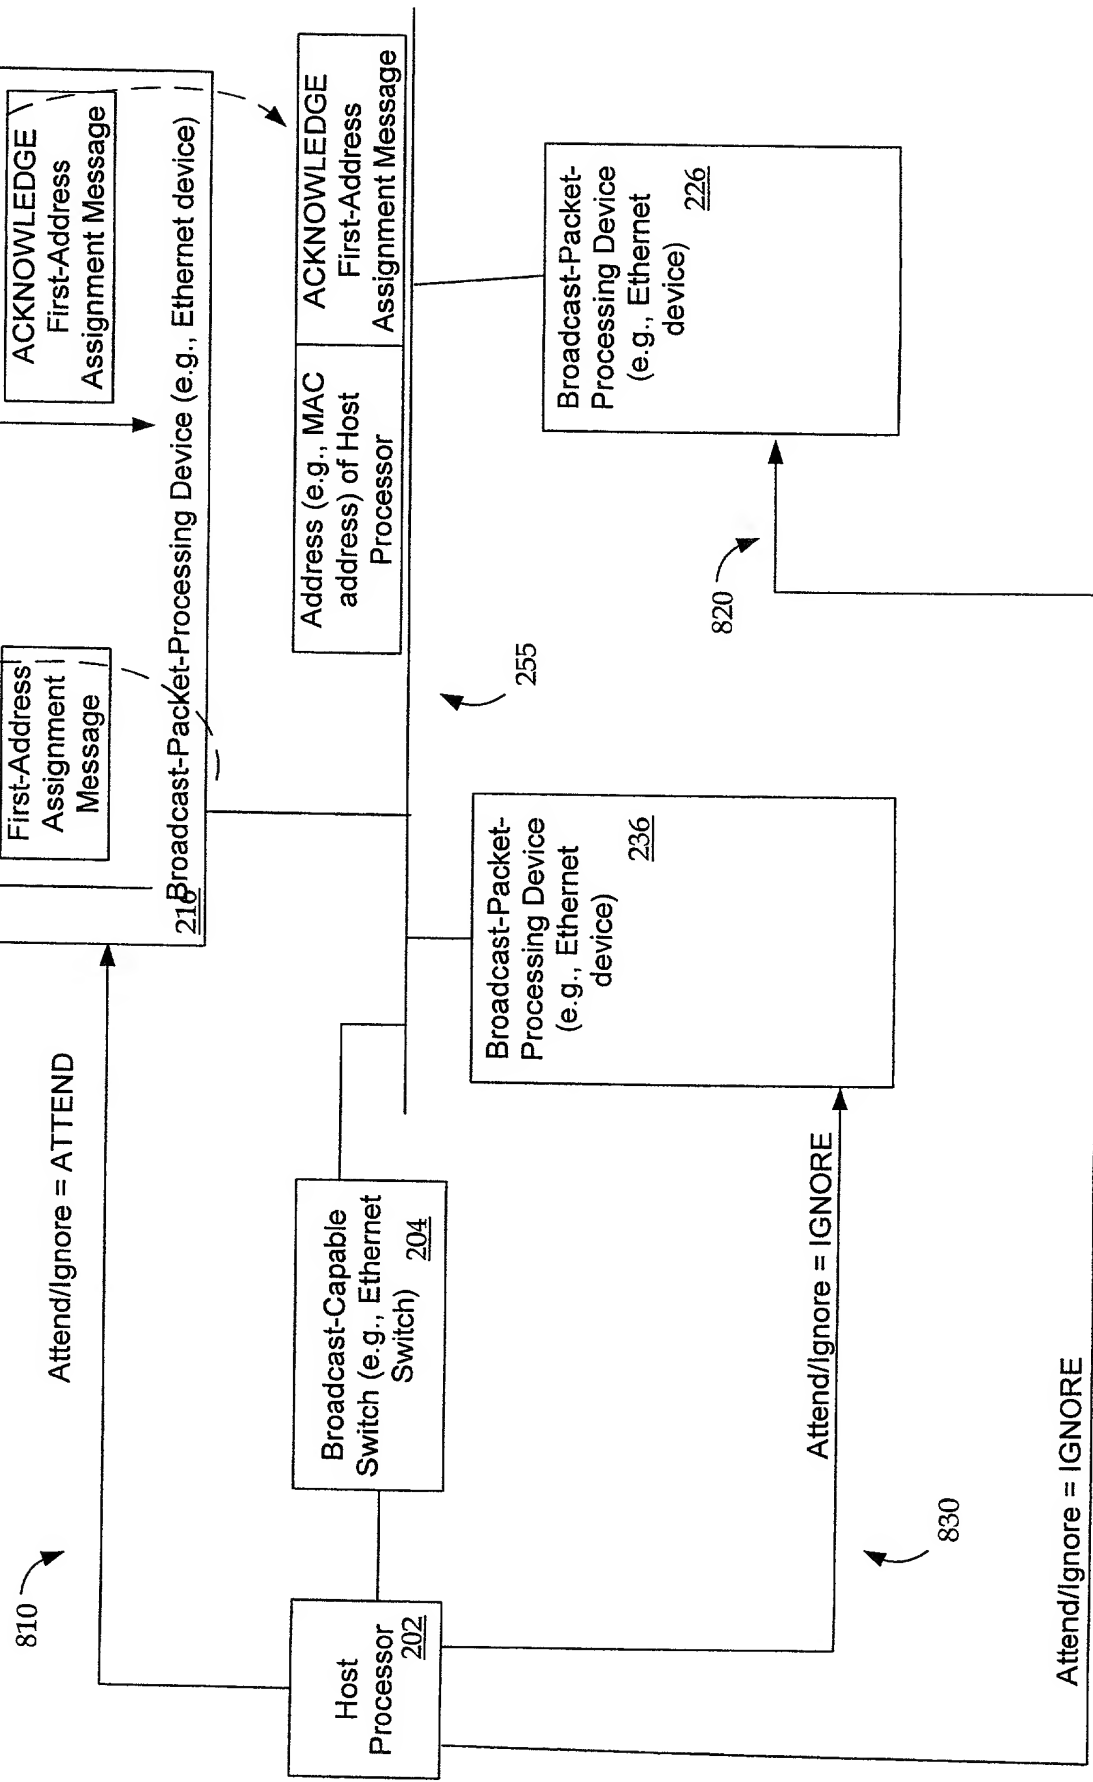 ACKNOWLEDGE
First-Address
Assignment Message
First-Address
Assignment
Message
Broadcast-Packet-Processing Device (e.g., Ethernet device)
216
Attend/Ignore = ATTEND
810
Address (e.g., MAC
address) of Host
Processor
ACKNOWLEDGE
First-Address
Assignment Message
255
Host
Processor
202
Broadcast-Capable
Switch (e.g., Ethernet
Switch)
204
Broadcast-Packet-
Processing Device
(e.g., Ethernet
device)
236
Broadcast-Packet-
Processing Device
(e.g., Ethernet
device)
226
820
Attend/Ignore = IGNORE
830
Attend/Ignore = IGNORE